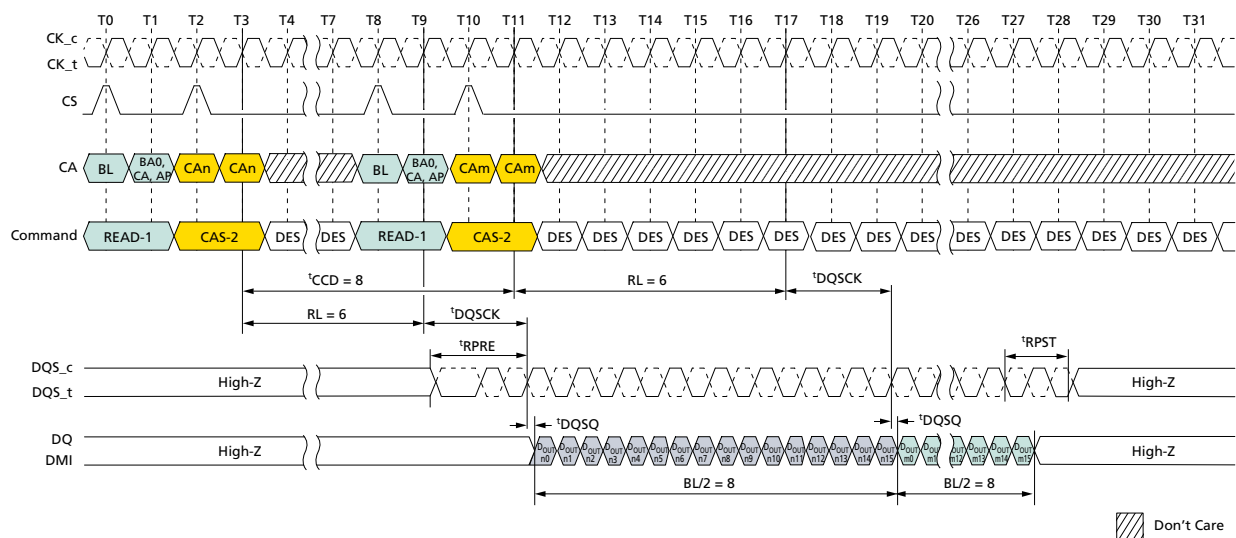 T0 T1 T2 T3 T4 T7 T8 T9 T10 T11 T12 T13 T14 T15 T16 T17 T18 T19 T20 T26 T27 T28 T29 T30 T31
CK_c
CK_t
CS
CA BL BA0, CA, AP CAn CAn BL BA0, CA, AP CAm CAm
Command READ-1 CAS-2 DES DES READ-1 CAS-2 DES DES DES DES DES DES DES DES DES DES DES DES DES DES DES
tCCD = 8 RL = 6 tDQSCK
RL = 6 tDQSCK
tRPRE tRPST
DQS_c
DQS_t
High-Z High-Z
tDQSQ tDQSQ
DQ
DMI
High-Z DOUT n0 DOUT n1 DOUT n2 DOUT n3 DOUT n4 DOUT n5 DOUT n6 DOUT n7 DOUT n8 DOUT n9 DOUT n10 DOUT n11 DOUT n12 DOUT n13 DOUT n14 DOUT n15 DOUT m0 DOUT m1 DOUT m12 DOUT m13 DOUT m14 DOUT m15 High-Z
BL/2 = 8 BL/2 = 8
Don't Care